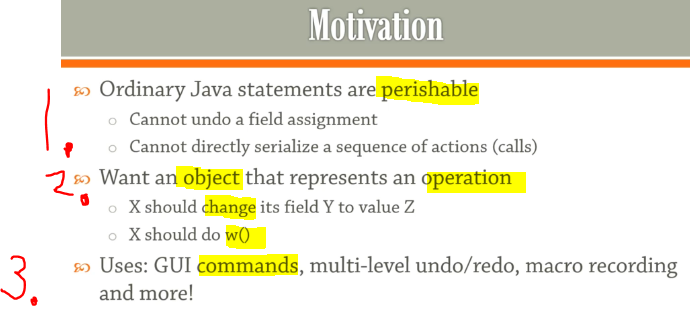 Motivation
1. Ordinary Java statements are perishable
Cannot undo a field assignment
Cannot directly serialize a sequence of actions (calls)
2. Want an object that represents an operation
X should change its field Y to value Z
X should do w()
3. Uses: GUI commands, multi-level undo/redo, macro recording
and more!